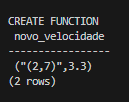 CREATE FUNCTION
novo_velocidade
-----------------
("(2,7)",3.3)
(2 rows)